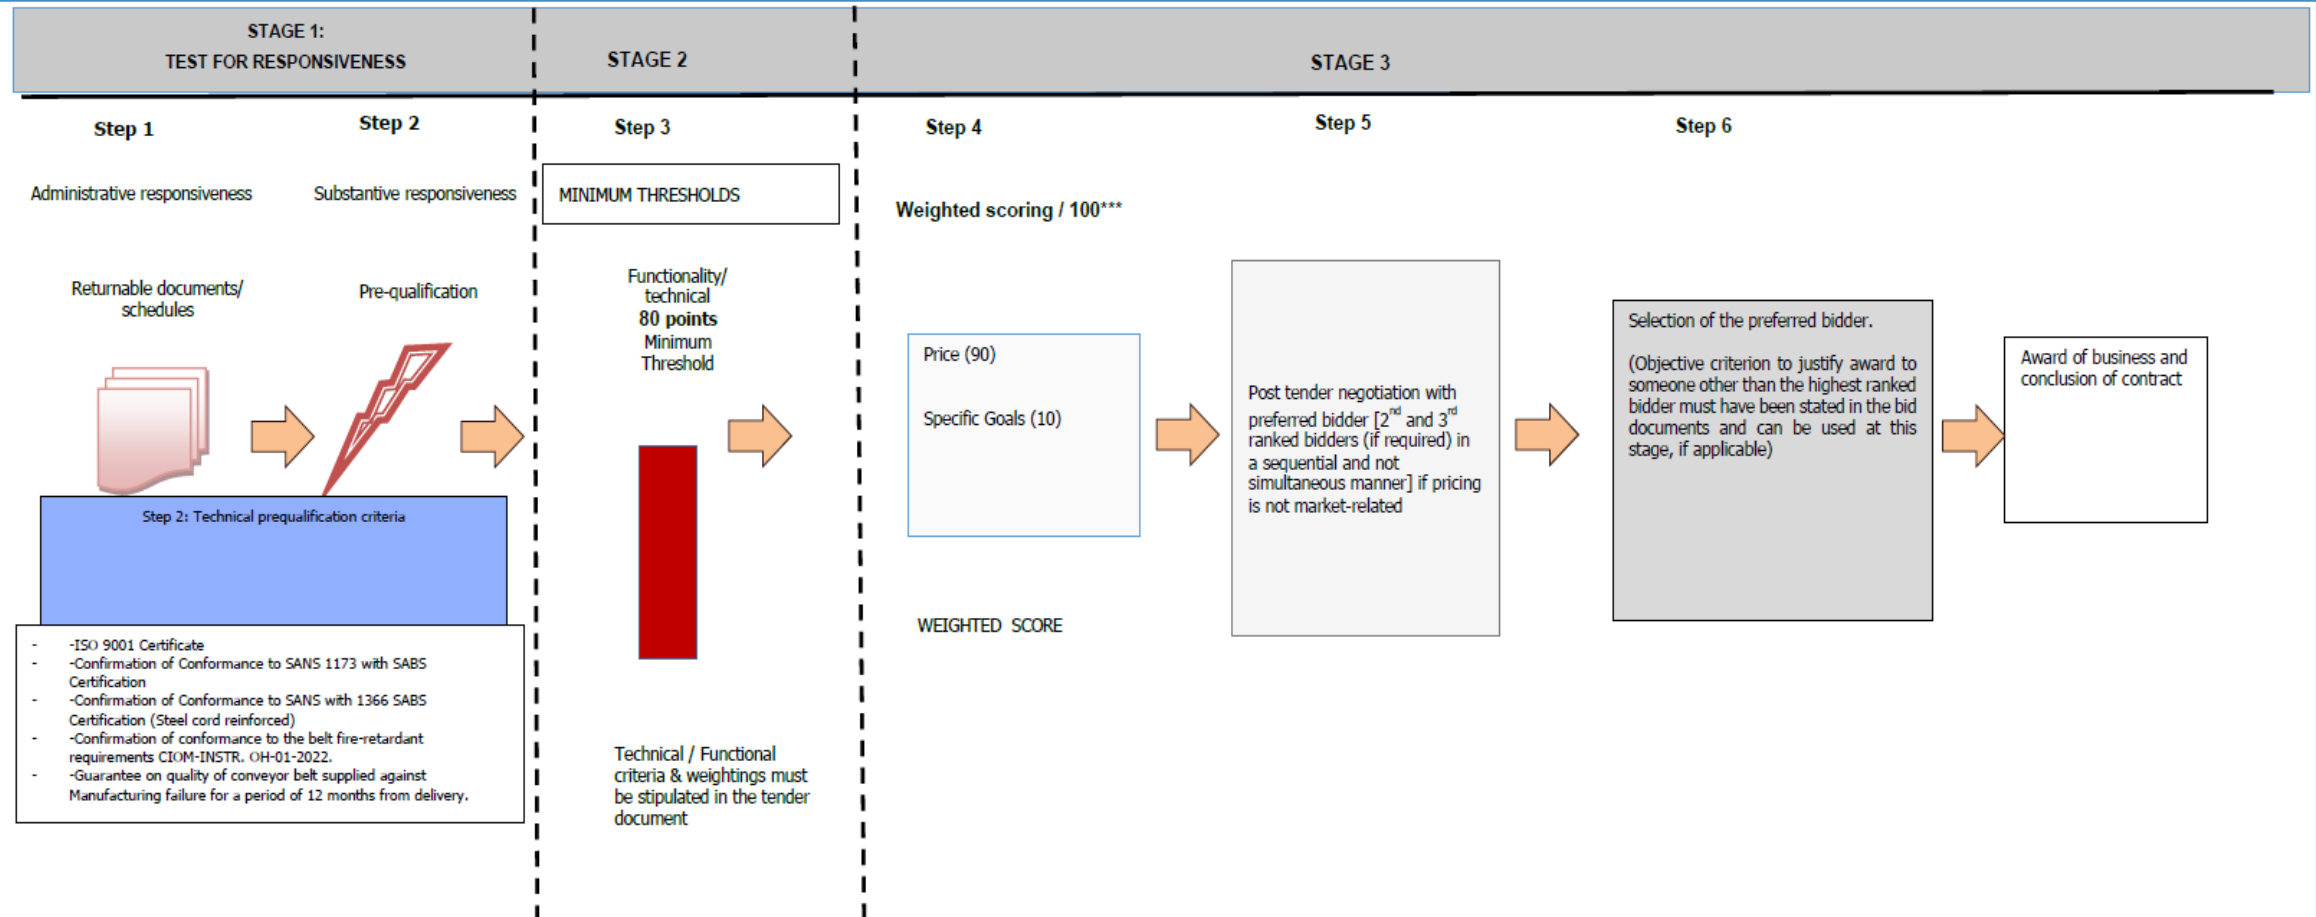 STAGE 1:
TEST FOR RESPONSIVENESS
STAGE 2
STAGE 3
Step 1
Step 2
Step 3
Step 4
Step 5
Step 6
Administrative responsiveness
Substantive responsiveness
MINIMUM THRESHOLDS
Weighted scoring / 100***
Returnable documents/
schedules
Pre-qualification
Functionality/
technical
80 points
Minimum
Threshold
Price (90)
Specific Goals (10)
Post tender negotiation with
preferred bidder [2nd and 3rd
ranked bidders (if required) in
a sequential and not
simultaneous manner] if pricing
is not market-related
Selection of the preferred bidder.
(Objective criterion to justify award to
someone other than the highest ranked
bidder must have been stated in the bid
documents and can be used at this
stage, if applicable)
Award of business and
conclusion of contract
Step 2: Technical prequalification criteria
- -ISO 9001 Certificate
- -Confirmation of Conformance to SANS 1173 with SABS
Certification
- -Confirmation of Conformance to SANS with 1366 SABS
Certification (Steel cord reinforced)
- -Confirmation of conformance to the belt fire-retardant
requirements CIOM-INSTR. OH-01-2022.
- -Guarantee on quality of conveyor belt supplied against
Manufacturing failure for a period of 12 months from delivery.
WEIGHTED SCORE
Technical / Functional
criteria & weightings must
be stipulated in the tender
document